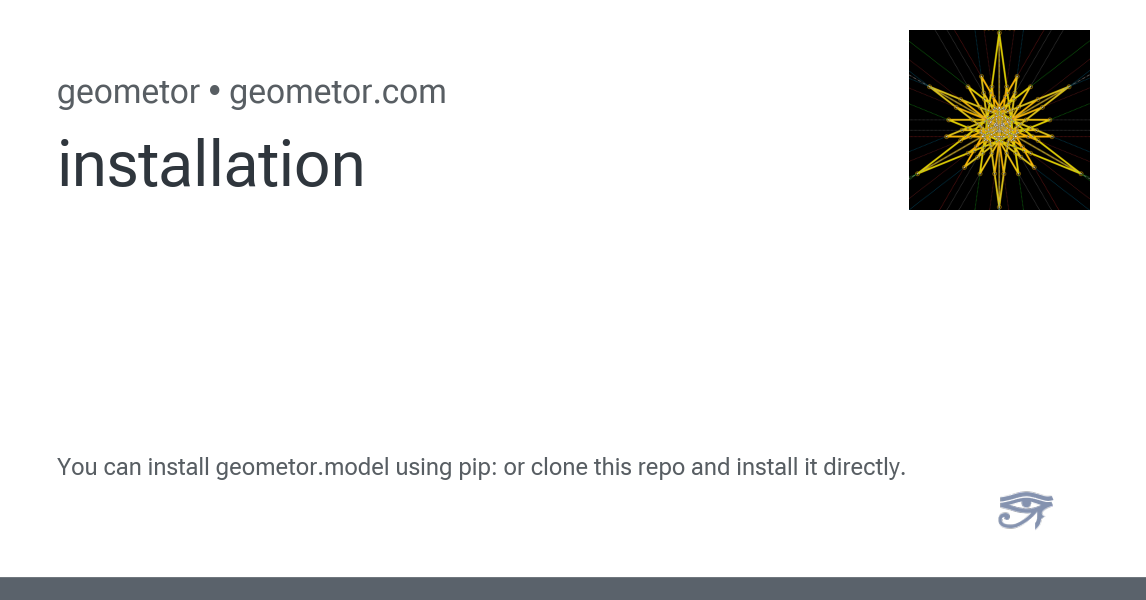 geometor • geometor.com
installation
You can install geometor.model using pip: or clone this repo and install it directly.